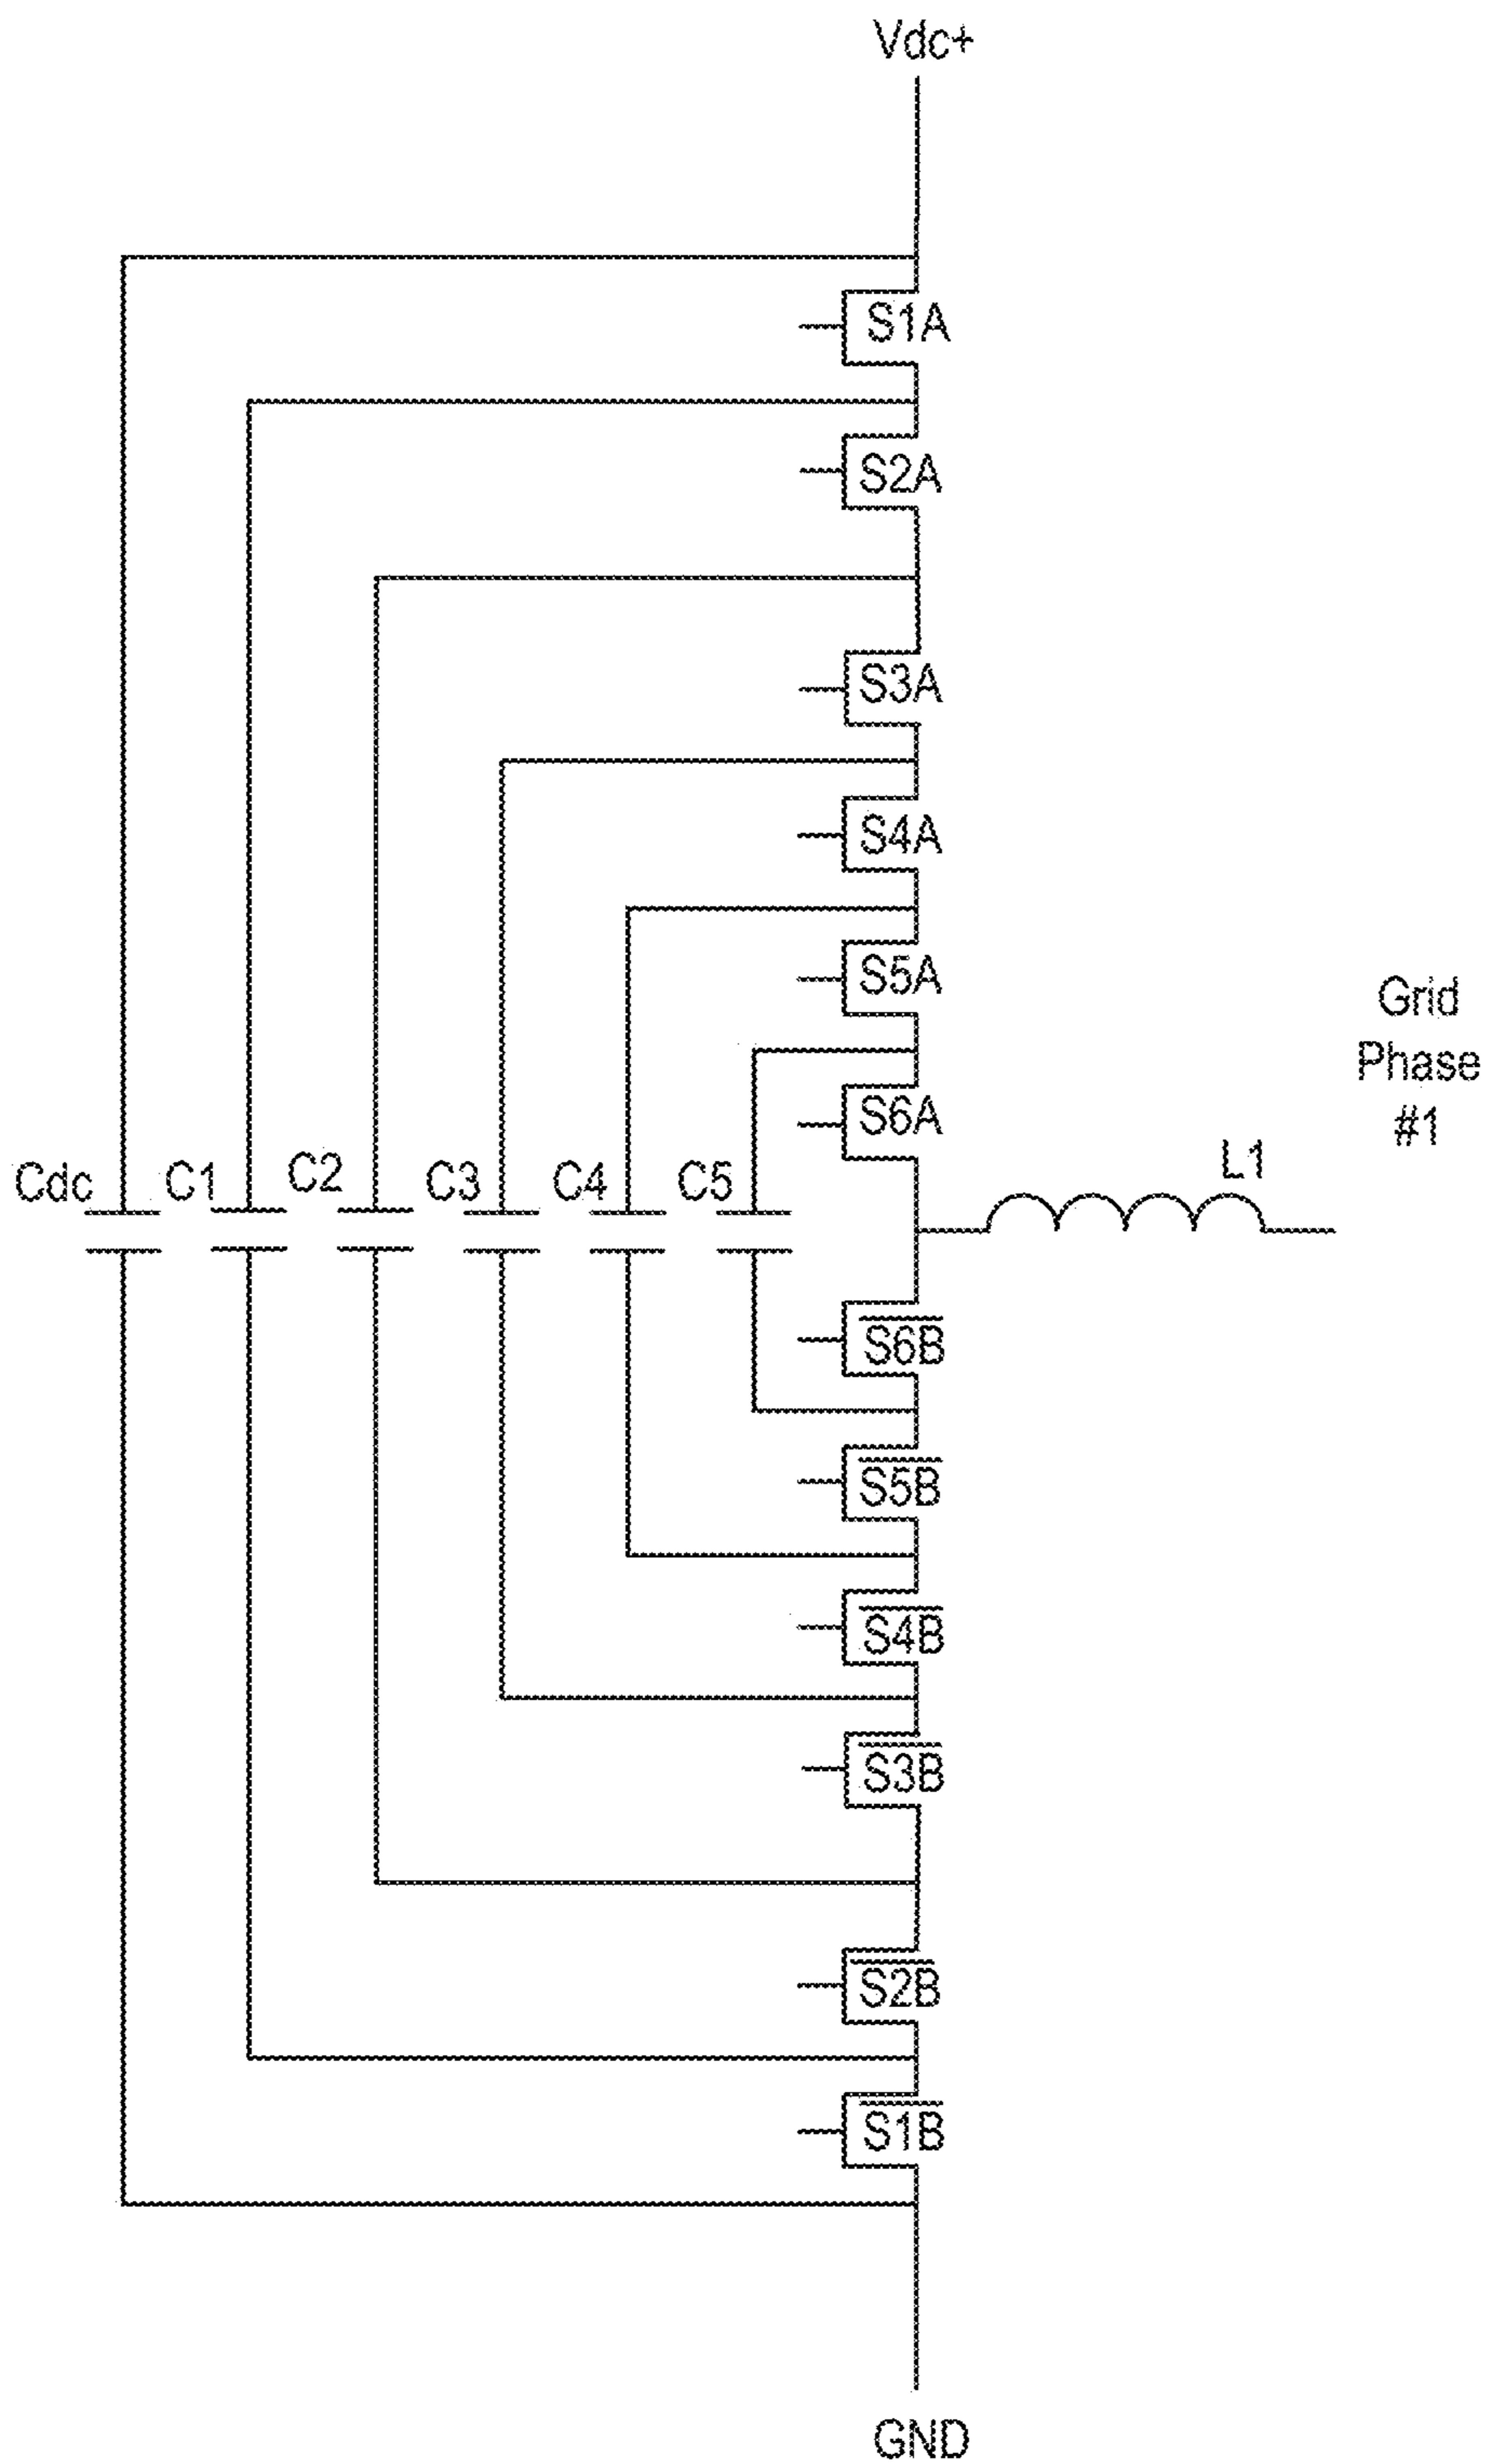 Vdc+
S1A
S2A
S3A
S4A
S5A
Grid
Phase
#1
S6A
L1
Cdc
C1
C2
C3
C4
C5
S6B
S5B
S4B
S3B
S2B
S1B
GND